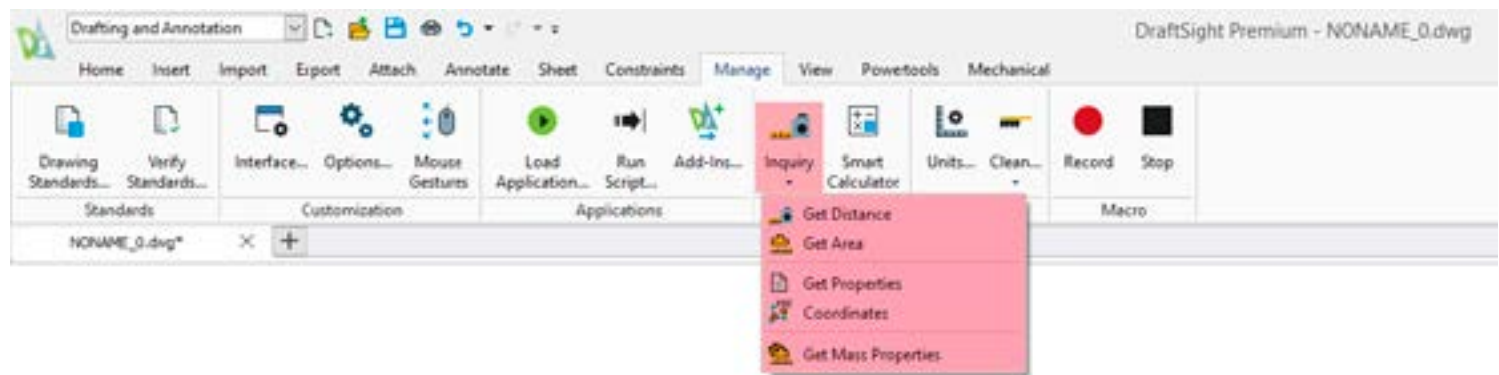 Drafting and Annotation
DraftSight Premium - NONAME_0.dwg
Home Insert Import Export Attach Annotate Sheet Constraints Manage View Powertools Mechanical
Drawing Standards... Verify Standards... Interface... Options... Mouse Gestures Load Application... Run Script... Add-Ins... Inquiry Smart Calculator Units... Clean... Record Stop
Standards Customization Applications Macro
NONAME_0.dwg*
Get Distance
Get Area
Get Properties
Coordinates
Get Mass Properties